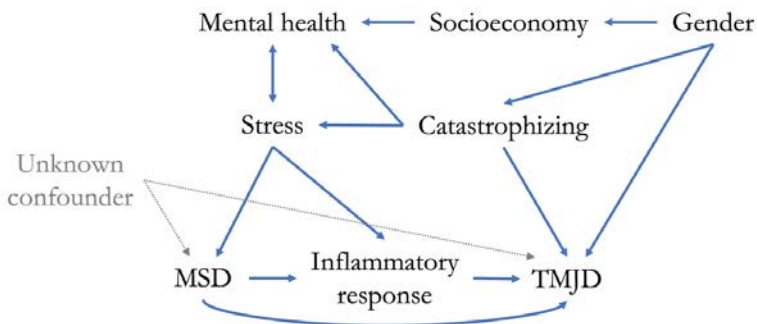 Mental health Socioeconomy Gender
Stress Catastrophizing
Unknown
confounder
MSD Inflammatory
response TMJD